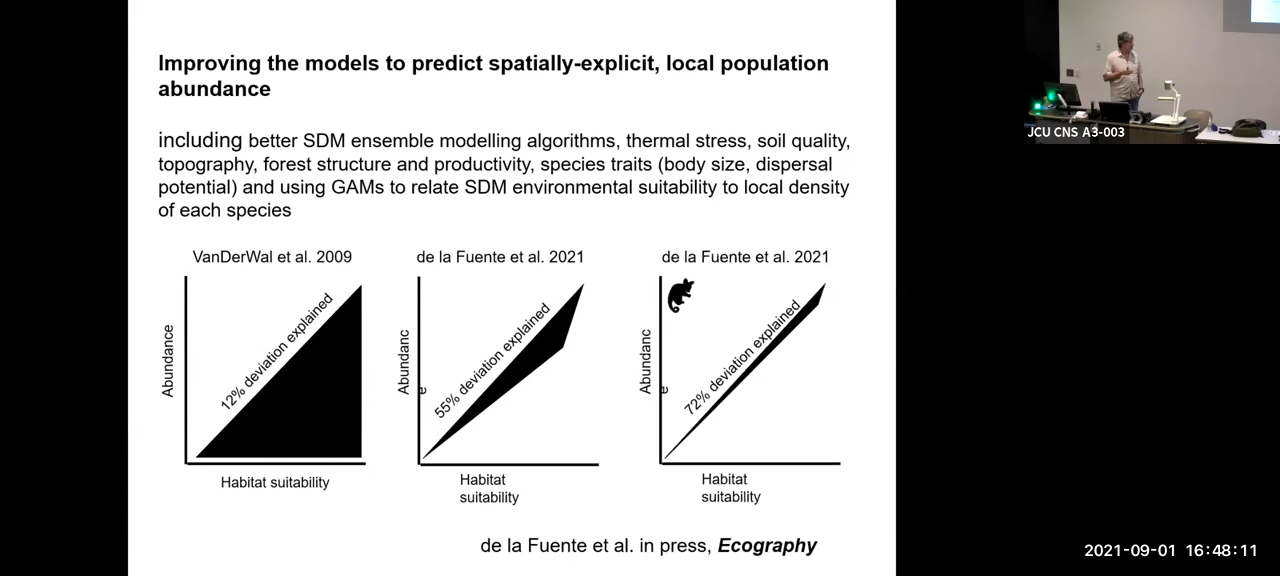 Improving the models to predict spatially-explicit, local population
abundance
including better SDM ensemble modelling algorithms, thermal stress, soil quality,
topography, forest structure and productivity, species traits (body size, dispersal
potential) and using GAMs to relate SDM environmental suitability to local density
of each species
VanDerWal et al. 2009
Abundance
12% deviation explained
Habitat suitability
de la Fuente et al. 2021
Abundanc
e
55% deviation explained
Habitat
suitability
de la Fuente et al. 2021
Abundanc
e
72% deviation explained
Habitat
suitability
de la Fuente et al. in press, Ecography
JCU CNS A3-003
2021-09-01 16:48:11